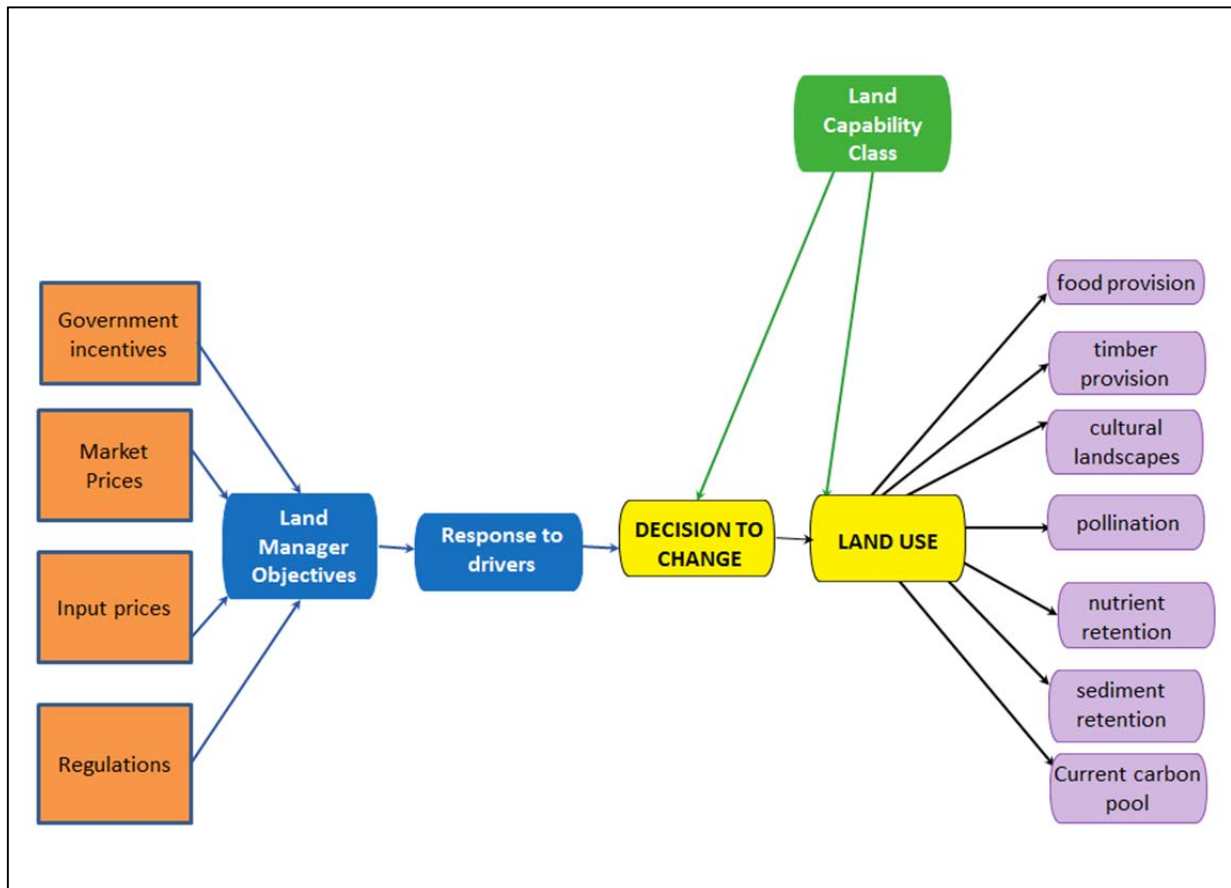 Land
Capability
Class
Government
incentives
Market
Prices
Input prices
Regulations
Land
Manager
Objectives
Response to
drivers
DECISION TO
CHANGE
LAND USE
food provision
timber
provision
cultural
landscapes
pollination
nutrient
retention
sediment
retention
Current carbon
pool